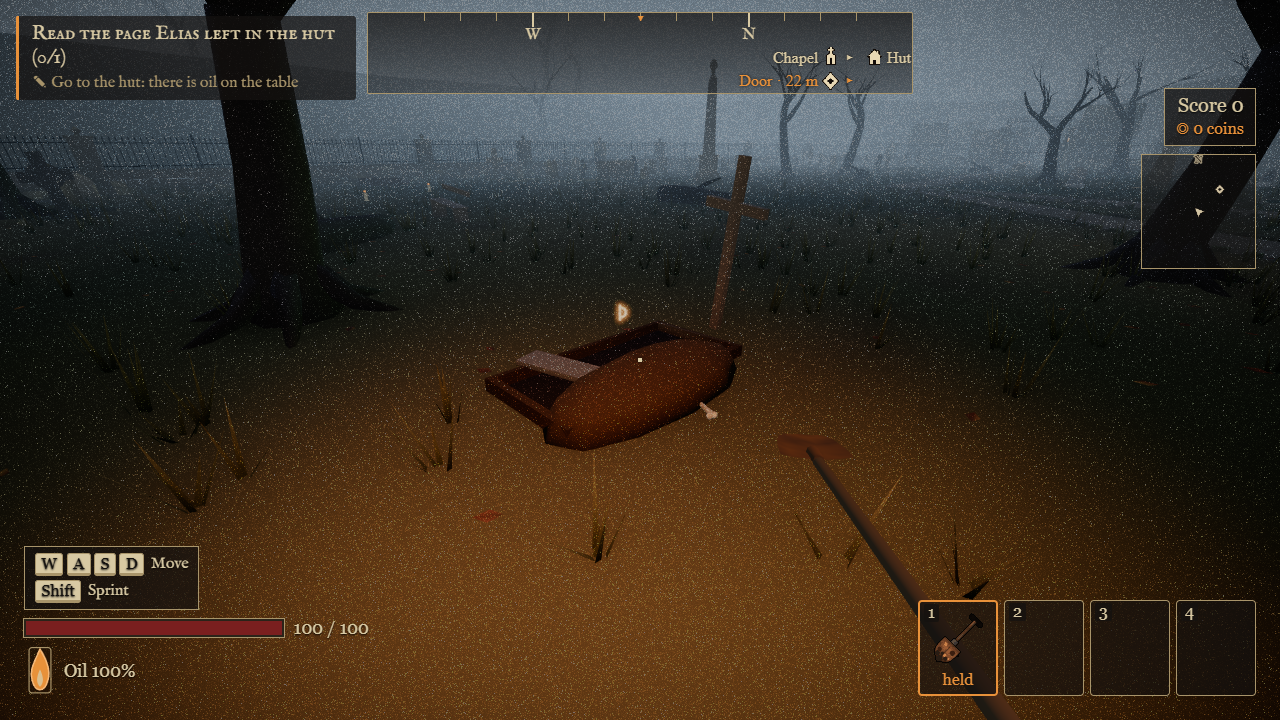 Read the page Elias left in the hut
(0/1)
✎ Go to the hut: there is oil on the table
W N
Chapel ▸ Hut
Door · 22 m ▸
Score 0
◎ 0 coins
N
W A S D Move
Shift Sprint
100 / 100
Oil 100%
1 2 3 4
held